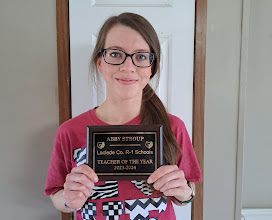 ABBY STROUP
Laclede Co. R-1 Schools
TEACHER OF THE YEAR
2023-2024